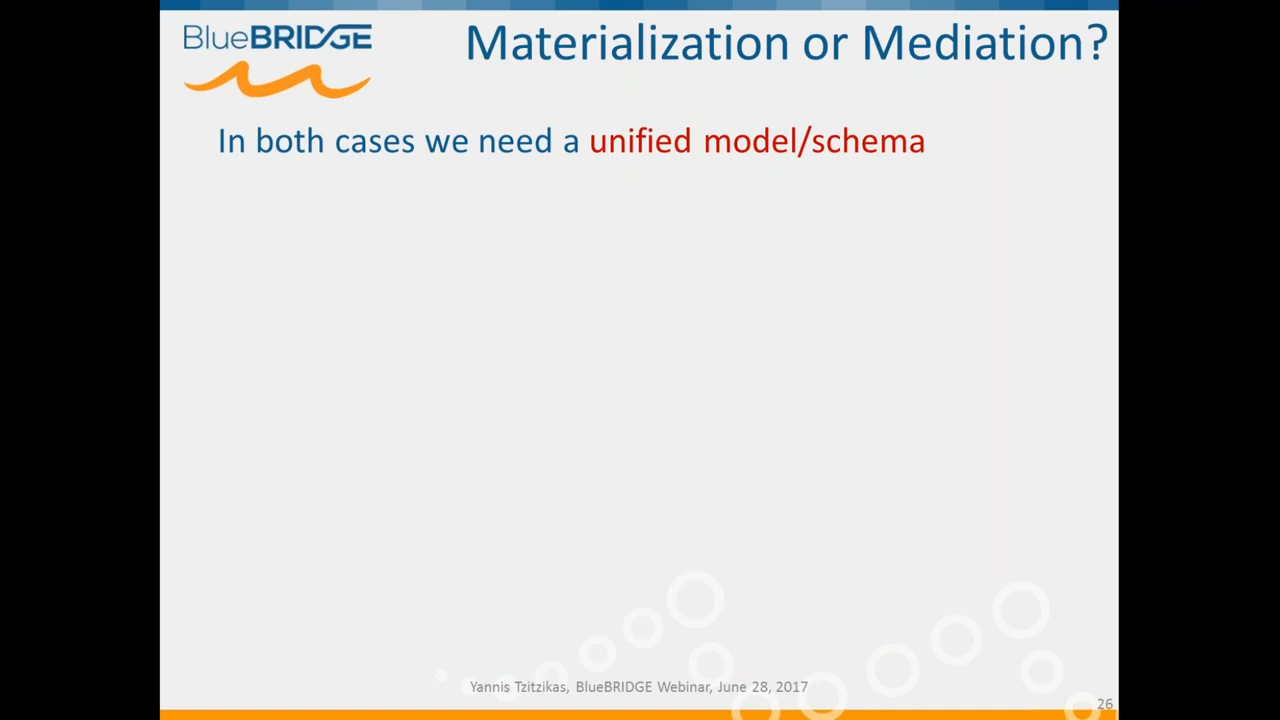 BlueBRIDGE
Materialization or Mediation?
In both cases we need a unified model/schema
Yannis Tzitzikas, BlueBRIDGE Webinar, June 28, 2017
26